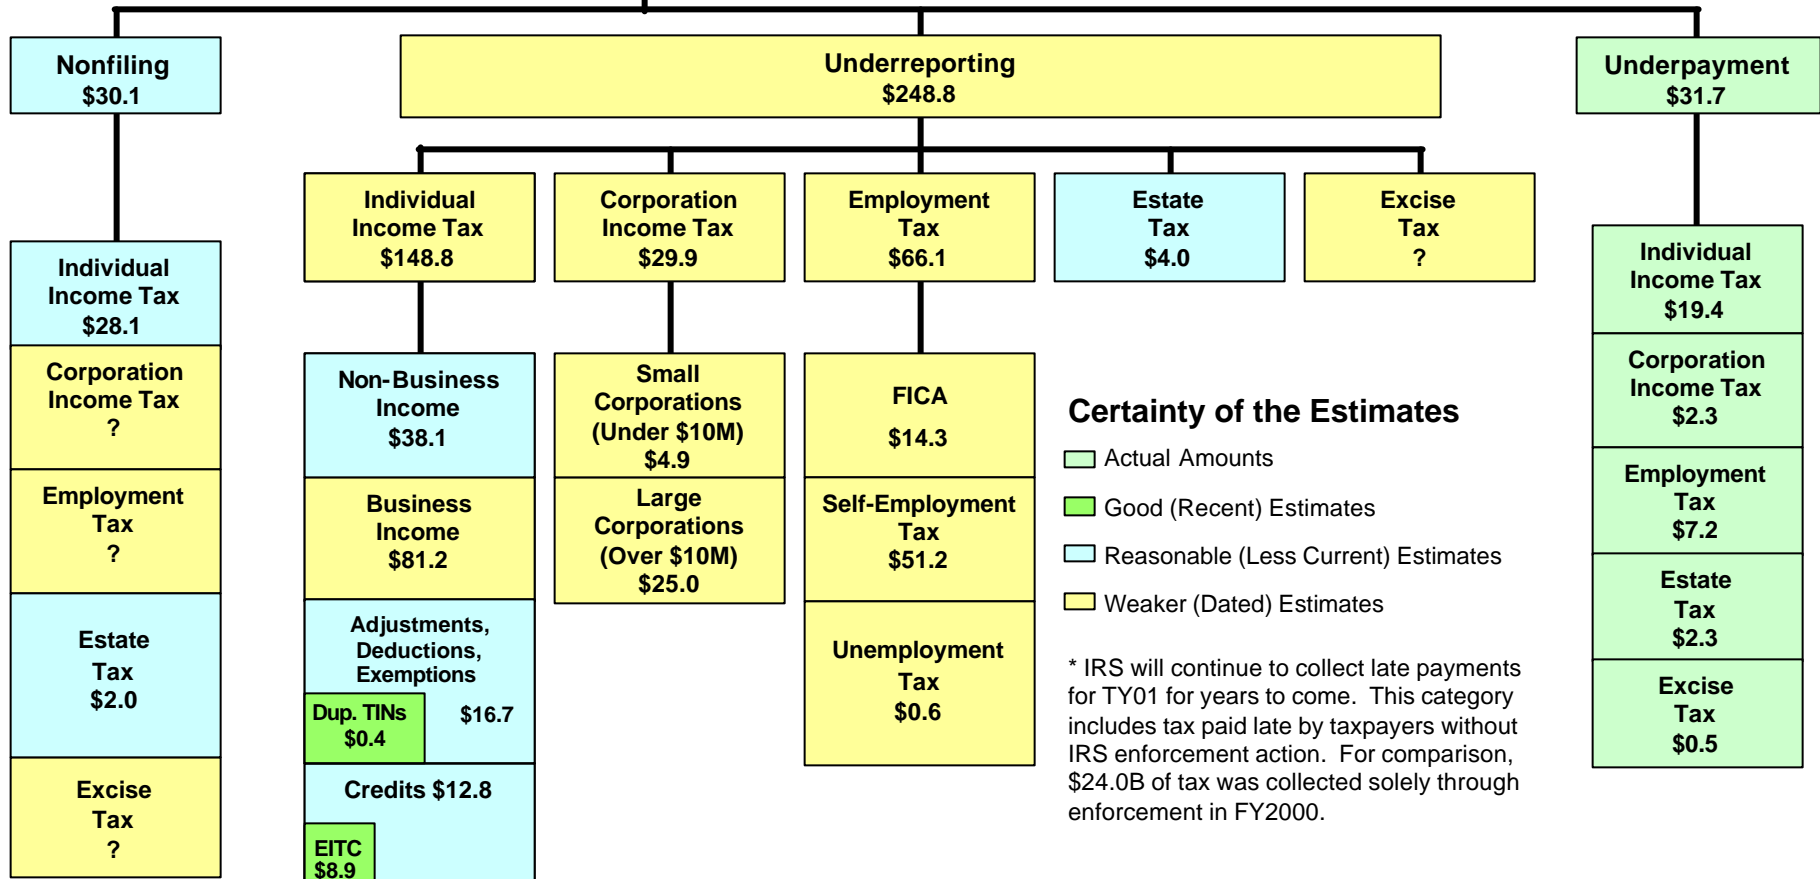 Nonfiling
$30.1
Underreporting
$248.8
Underpayment
$31.7
Individual
Income Tax
$28.1
Corporation
Income Tax
?
Employment
Tax
?
Estate
Tax
$2.0
Excise
Tax
?
Individual
Income Tax
$148.8
Non-Business
Income
$38.1
Business
Income
$81.2
Adjustments,
Deductions,
Exemptions
$16.7
Dup. TINs
$0.4
Credits $12.8
EITC
$8.9
Corporation
Income Tax
$29.9
Small
Corporations
(Under $10M)
$4.9
Large
Corporations
(Over $10M)
$25.0
Employment
Tax
$66.1
FICA
$14.3
Self-Employment
Tax
$51.2
Unemployment
Tax
$0.6
Estate
Tax
$4.0
Excise
Tax
?
Certainty of the Estimates
Actual Amounts
Good (Recent) Estimates
Reasonable (Less Current) Estimates
Weaker (Dated) Estimates
* IRS will continue to collect late payments
for TY01 for years to come. This category
includes tax paid late by taxpayers without
IRS enforcement action. For comparison,
$24.0B of tax was collected solely through
enforcement in FY2000.
Individual
Income Tax
$19.4
Corporation
Income Tax
$2.3
Employment
Tax
$7.2
Estate
Tax
$2.3
Excise
Tax
$0.5